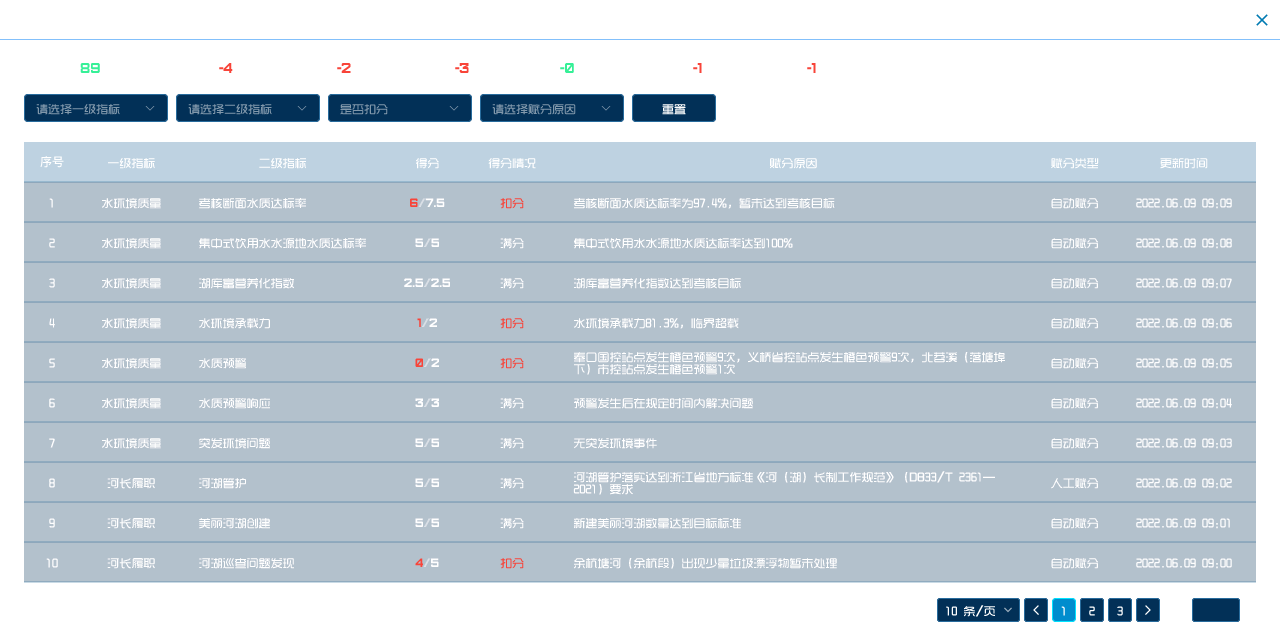 89 -4 -2 -3 -0 -1 -1
请选择一级指标 请选择二级指标 是否扣分 请选择赋分原因 重置
序号 一级指标 二级指标 得分 得分情况 赋分原因 赋分类型 更新时间
1 水环境质量 考核断面水质达标率 6/7.5 扣分 考核断面水质达标率为97.4%，暂未达到考核目标 自动赋分 2022.06.09 09:09
2 水环境质量 集中式饮用水水源地水质达标率 5/5 满分 集中式饮用水水源地水质达标率达到100% 自动赋分 2022.06.09 09:08
3 水环境质量 湖库富营养化指数 2.5/2.5 满分 湖库富营养化指数达到考核目标 自动赋分 2022.06.09 09:07
4 水环境质量 水环境承载力 1/2 扣分 水环境承载力81.3%，临界超载 自动赋分 2022.06.09 09:06
5 水环境质量 水质预警 0/2 扣分 奉口国控站点发生橙色预警9次，义桥省控站点发生橙色预警9次，北苕溪（落塘埠
下）市控站点发生橙色预警1次 自动赋分 2022.06.09 09:05
6 水环境质量 水质预警响应 3/3 满分 预警发生后在规定时间内解决问题 自动赋分 2022.06.09 09:04
7 水环境质量 突发环境问题 5/5 满分 无突发环境事件 自动赋分 2022.06.09 09:03
8 河长履职 河湖管护 5/5 满分 河湖管护落实达到浙江省地方标准《河（湖）长制工作规范》（DB33/T 2361—
2021）要求 人工赋分 2022.06.09 09:02
9 河长履职 美丽河湖创建 5/5 满分 新建美丽河湖数量达到目标标准 自动赋分 2022.06.09 09:01
10 河长履职 河湖巡查问题发现 4/5 扣分 余杭塘河（余杭段）出现少量垃圾漂浮物暂未处理 自动赋分 2022.06.09 09:00
10 条/页 1 2 3